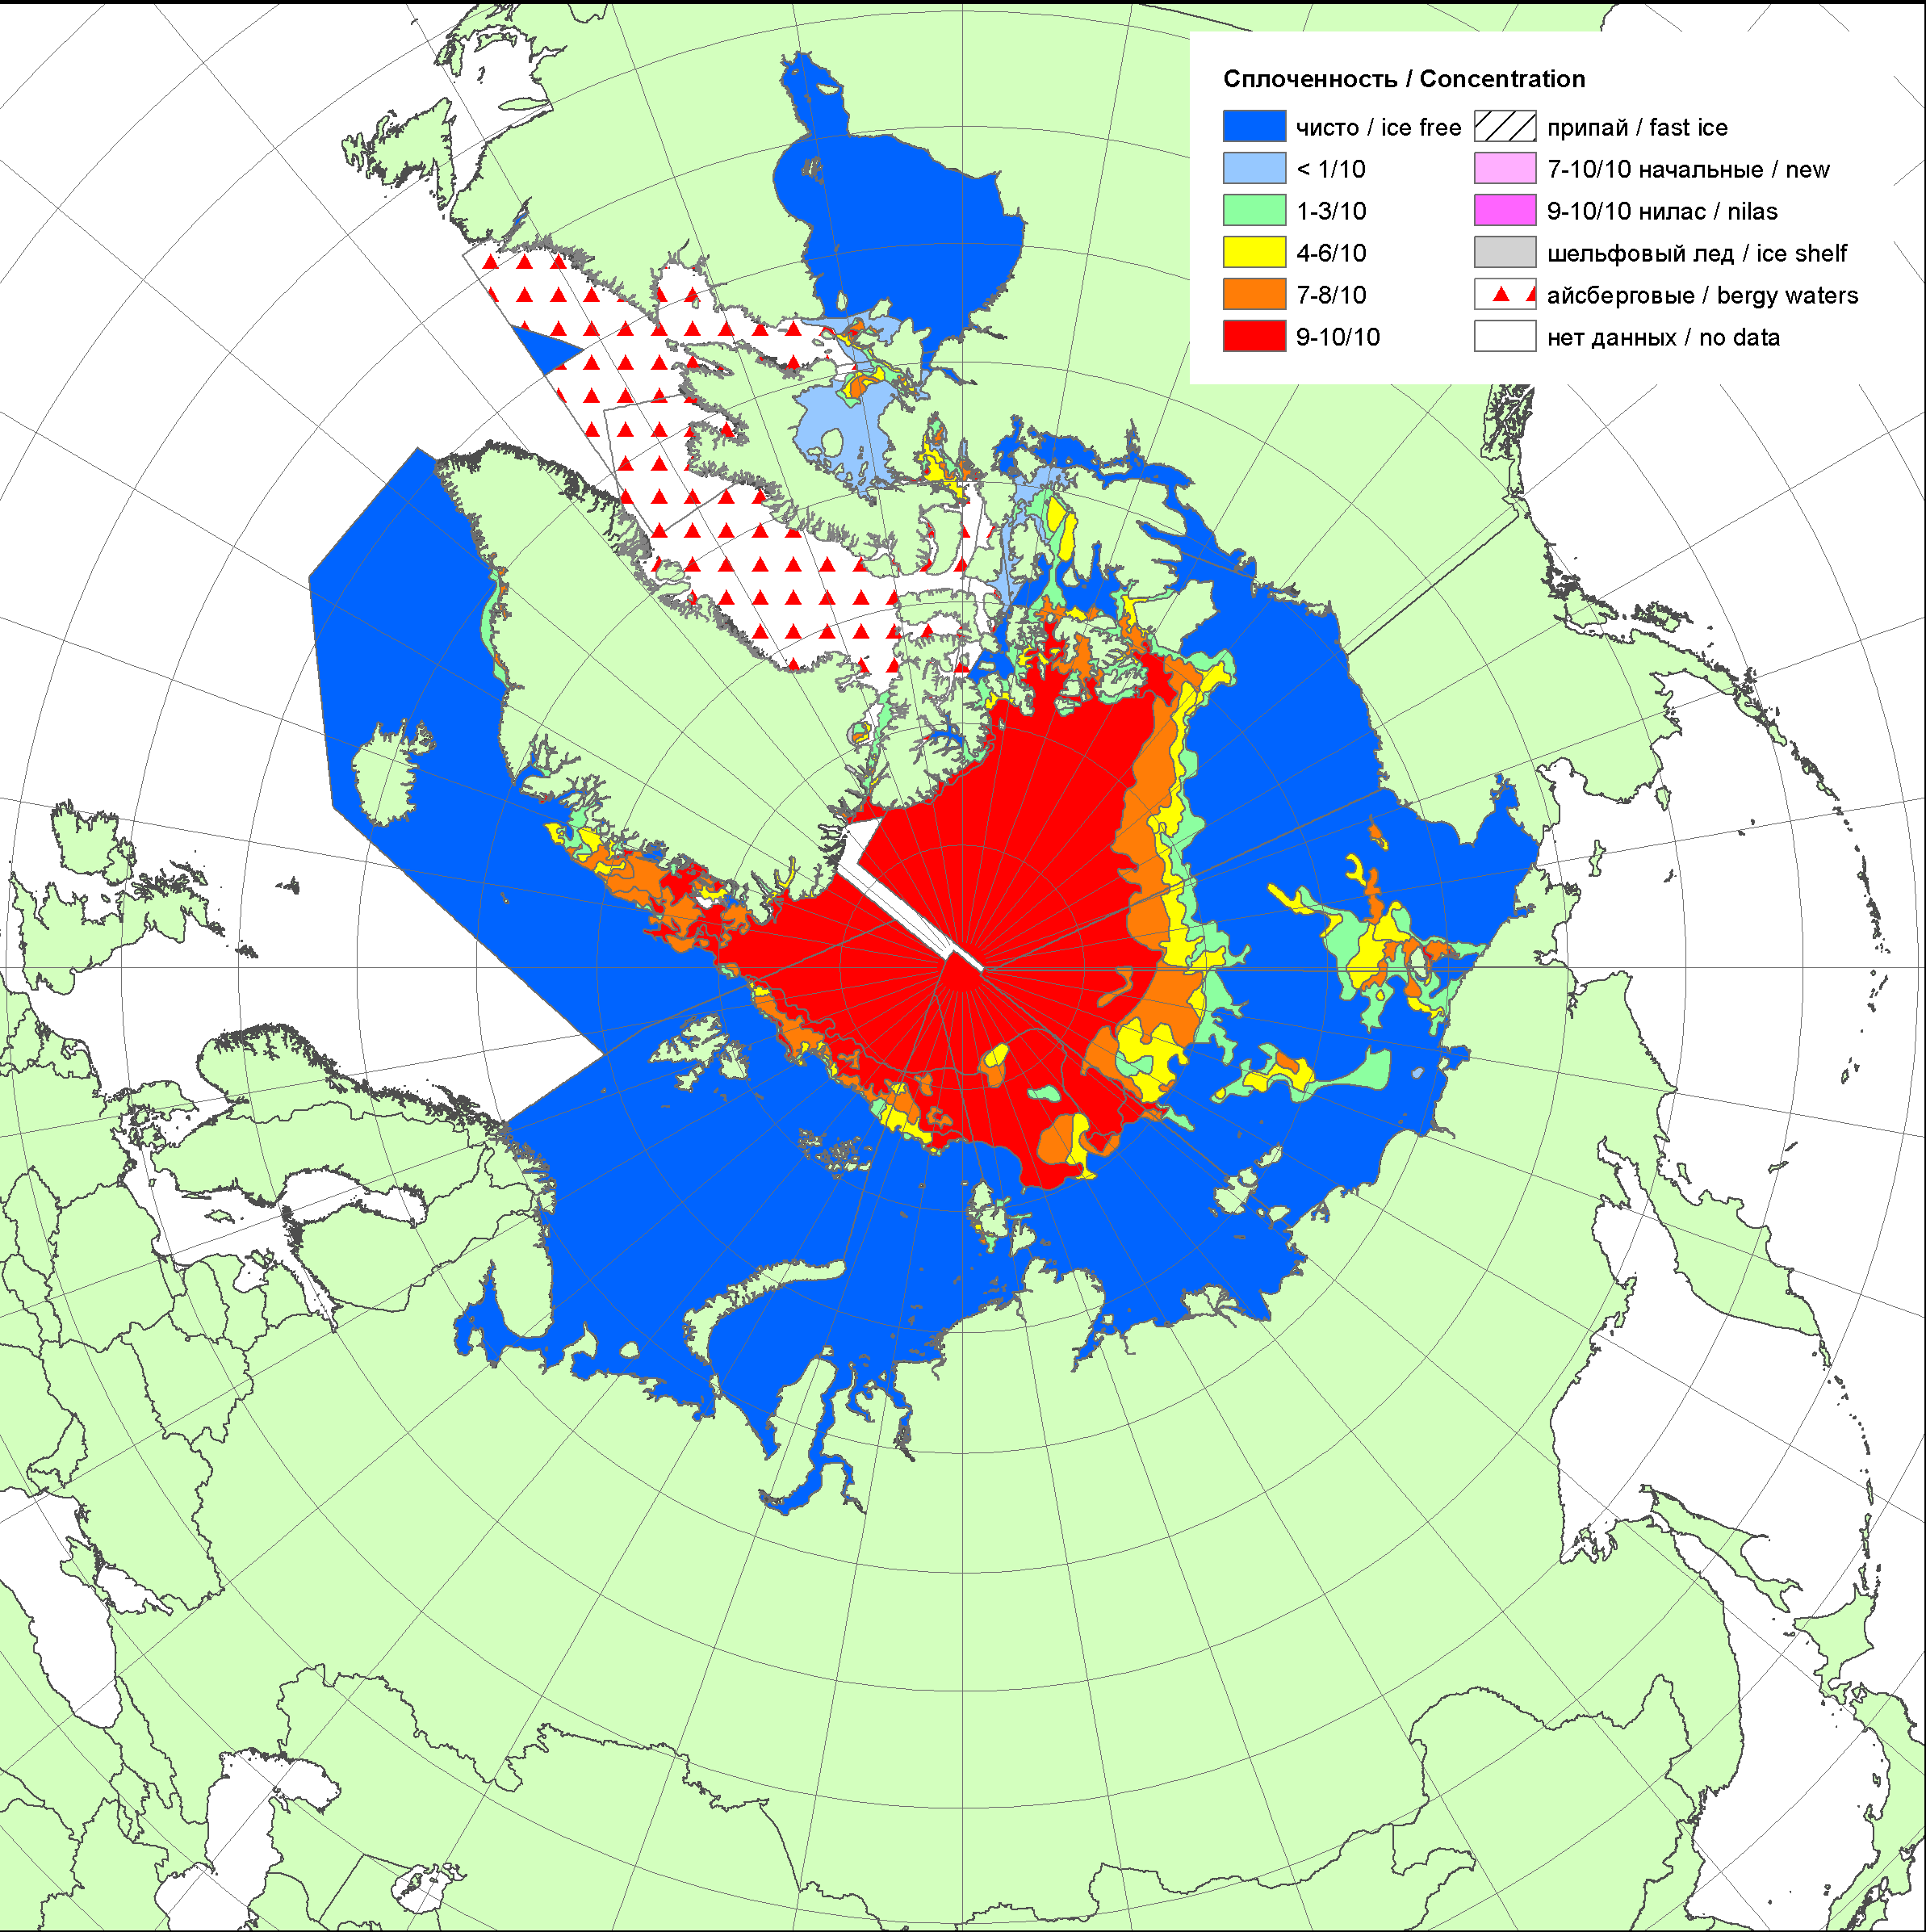 Сплоченность / Concentration
чисто / ice free
< 1/10
1-3/10
4-6/10
7-8/10
9-10/10
припай / fast ice
7-10/10 начальные / new
9-10/10 нилас / nilas
шельфовый лед / ice shelf
айсберговые / bergy waters
нет данных / no data